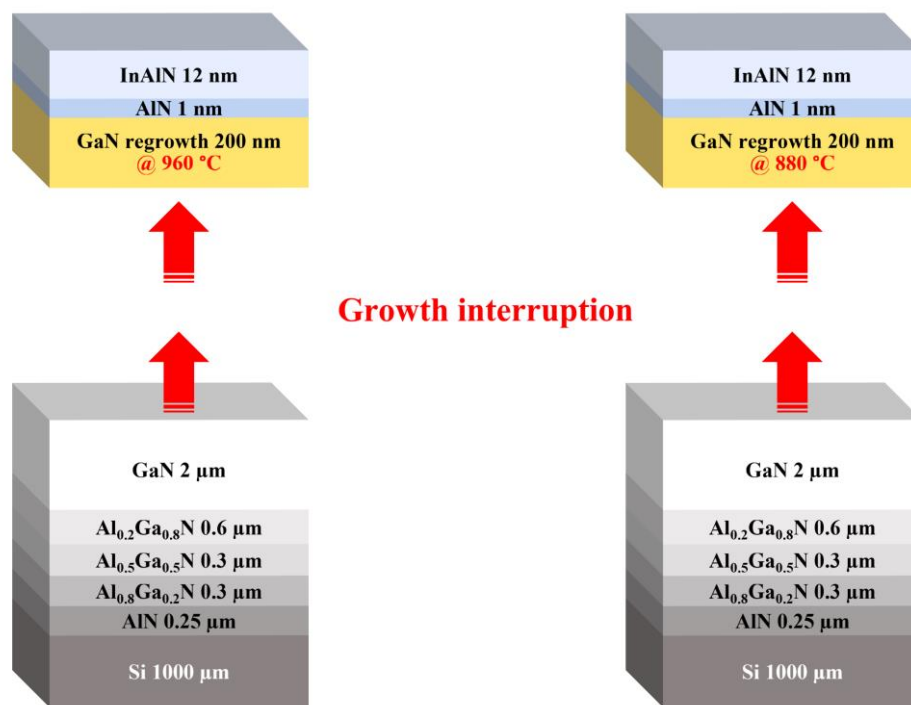 InAlN 12 nm
AlN 1 nm
GaN regrowth 200 nm
@ 960 °C
InAlN 12 nm
AlN 1 nm
GaN regrowth 200 nm
@ 880 °C
Growth interruption
GaN 2 µm
Al₀.₂Ga₀.₈N 0.6 µm
Al₀.₅Ga₀.₅N 0.3 µm
Al₀.₈Ga₀.₂N 0.3 µm
AlN 0.25 µm
Si 1000 µm
GaN 2 µm
Al₀.₂Ga₀.₈N 0.6 µm
Al₀.₅Ga₀.₅N 0.3 µm
Al₀.₈Ga₀.₂N 0.3 µm
AlN 0.25 µm
Si 1000 µm